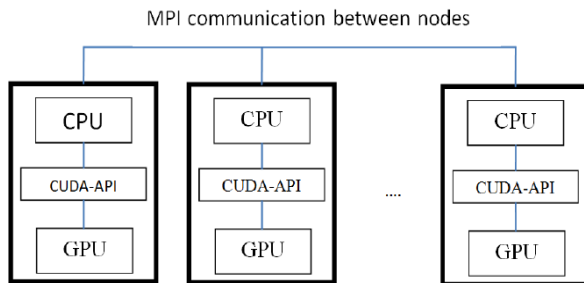 MPI communication between nodes
CPU
CUDA-API
GPU
CPU
CUDA-API
GPU
....
CPU
CUDA-API
GPU